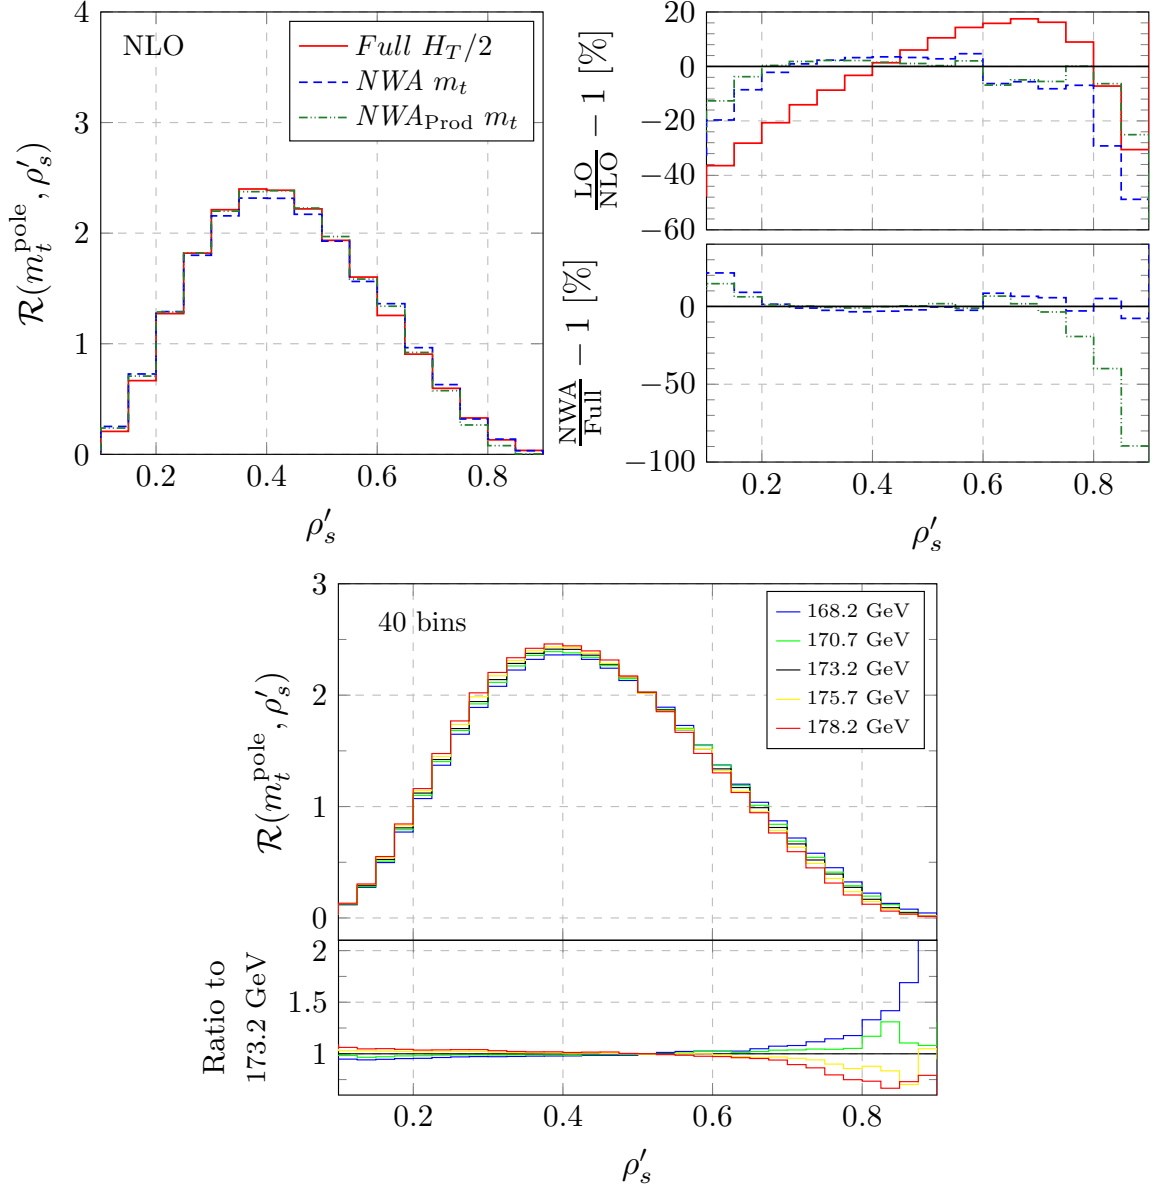 NLO
Full H_T/2
NWA m_t
NWA_Prod m_t
4
3
2
1
0
0.2 0.4 0.6 0.8
R(m_t^pole, ρ'_s)
ρ'_s
20
0
−20
−40
−60
LO/NLO − 1 [%]
0
−50
−100
NWA/Full − 1 [%]
0.2 0.4 0.6 0.8
ρ'_s
40 bins
168.2 GeV
170.7 GeV
173.2 GeV
175.7 GeV
178.2 GeV
3
2
1
0
R(m_t^pole, ρ'_s)
2
1.5
1
Ratio to
173.2 GeV
0.2 0.4 0.6 0.8
ρ'_s